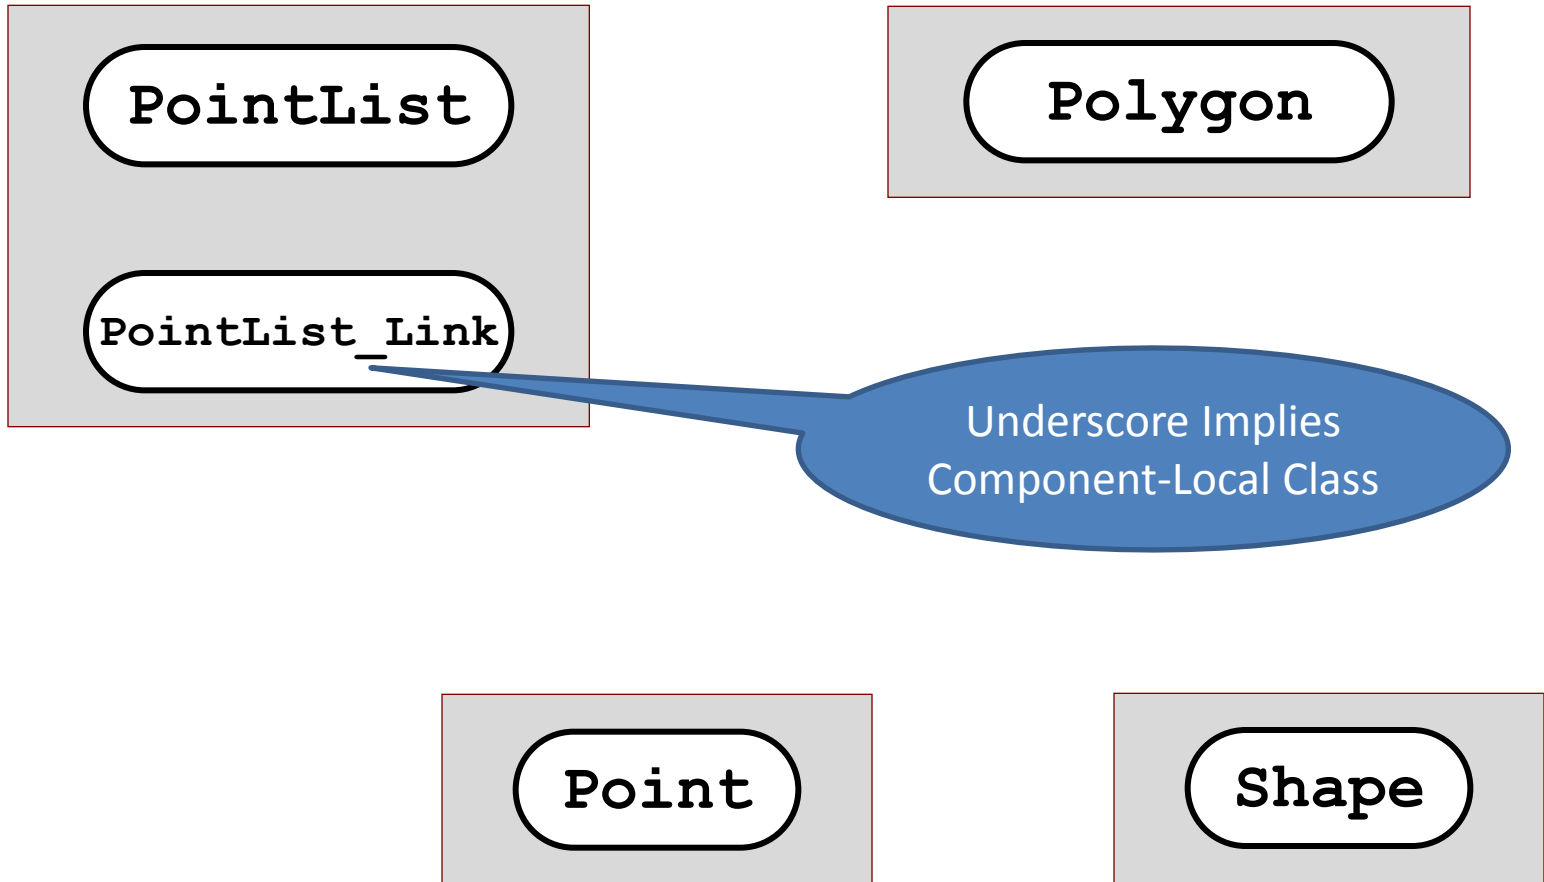 PointList
Polygon
PointList_Link
Underscore Implies
Component-Local Class
Point
Shape